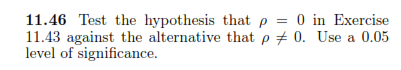 11.46 Test the hypothesis that ρ = 0 in Exercise
11.43 against the alternative that ρ ≠ 0. Use a 0.05
level of significance.